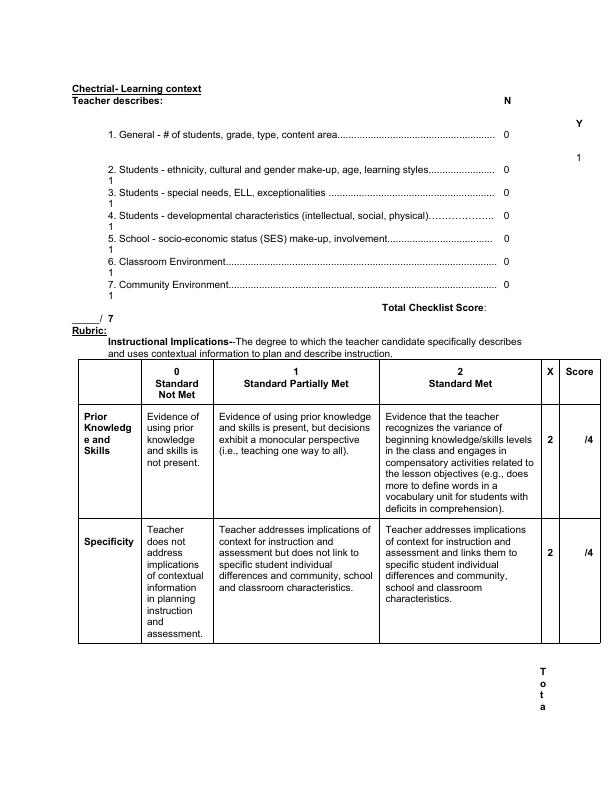 Chectrial- Learning context
Teacher describes: N
Y
1. General - # of students, grade, type, content area........................................................ 0
1
2. Students - ethnicity, cultural and gender make-up, age, learning styles....................... 0
1
3. Students - special needs, ELL, exceptionalities ........................................................... 0
1
4. Students - developmental characteristics (intellectual, social, physical)……………….. 0
1
5. School - socio-economic status (SES) make-up, involvement..................................... 0
1
6. Classroom Environment................................................................................................ 0
1
7. Community Environment.............................................................................................. 0
1
Total Checklist Score:
_____/ 7
Rubric:
Instructional Implications--The degree to which the teacher candidate specifically describes
and uses contextual information to plan and describe instruction.
0
Standard
Not Met
1
Standard Partially Met
2
Standard Met
X
Score
Prior
Knowledg
e and
Skills
Evidence of
using prior
knowledge
and skills is
not present.
Evidence of using prior knowledge
and skills is present, but decisions
exhibit a monocular perspective
(i.e., teaching one way to all).
Evidence that the teacher
recognizes the variance of
beginning knowledge/skills levels
in the class and engages in
compensatory activities related to
the lesson objectives (e.g., does
more to define words in a
vocabulary unit for students with
deficits in comprehension).
2
/4
Specificity
Teacher
does not
address
implications
of contextual
information
in planning
instruction
and
assessment.
Teacher addresses implications of
context for instruction and
assessment but does not link to
specific student individual
differences and community, school
and classroom characteristics.
Teacher addresses implications
of context for instruction and
assessment and links them to
specific student individual
differences and community,
school and classroom
characteristics.
2
/4
T
o
t
a